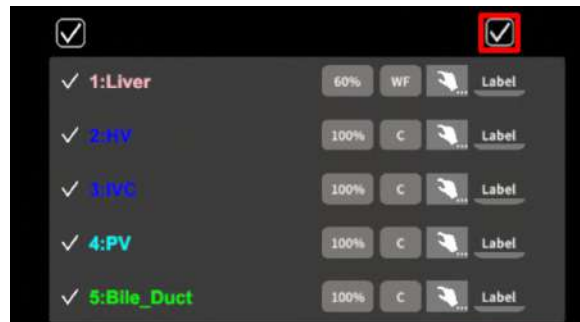 1:Liver 60% WF Label
2:HV 100% C Label
3:IVC 100% C Label
4:PV 100% C Label
5:Bile_Duct 100% C Label